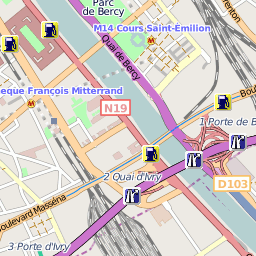 Parc
de Bercy
M14 Cours Saint-Émilion
Quai de Bercy
eque François Mitterrand
N19
Bou
1 Porte de B
2 Quai d'Ivry
D103
oulevard Masséna
3 Porte d'Ivry